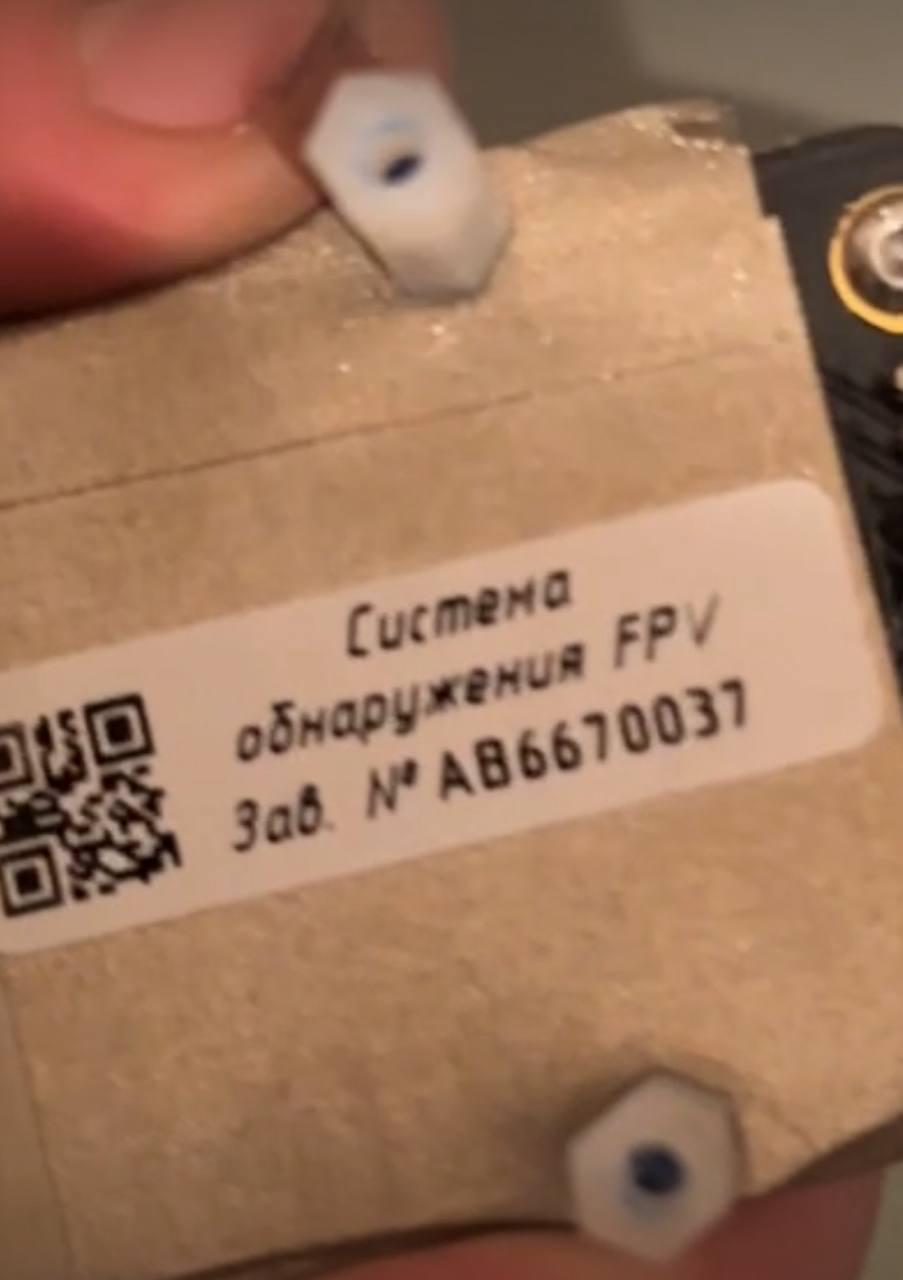 Система
обнаружения FPV
Зав. № АВ6670037